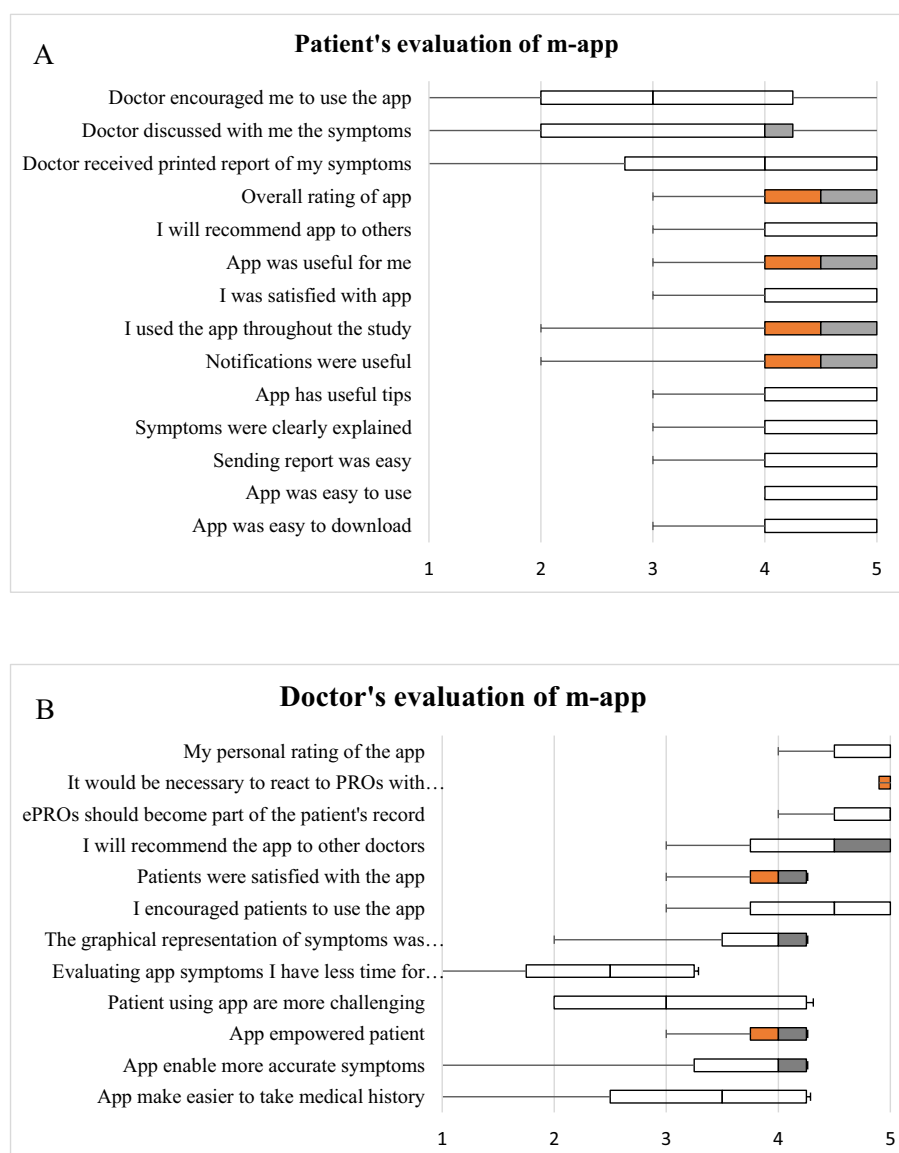 A
Patient's evaluation of m-app
Doctor encouraged me to use the app
Doctor discussed with me the symptoms
Doctor received printed report of my symptoms
Overall rating of app
I will recommend app to others
App was useful for me
I was satisfied with app
I used the app throughout the study
Notifications were useful
App has useful tips
Symptoms were clearly explained
Sending report was easy
App was easy to use
App was easy to download
1 2 3 4 5
B
Doctor's evaluation of m-app
My personal rating of the app
It would be necessary to react to PROs with…
ePROs should become part of the patient's record
I will recommend the app to other doctors
Patients were satisfied with the app
I encouraged patients to use the app
The graphical representation of symptoms was…
Evaluating app symptoms I have less time for…
Patient using app are more challenging
App empowered patient
App enable more accurate symptoms
App make easier to take medical history
1 2 3 4 5